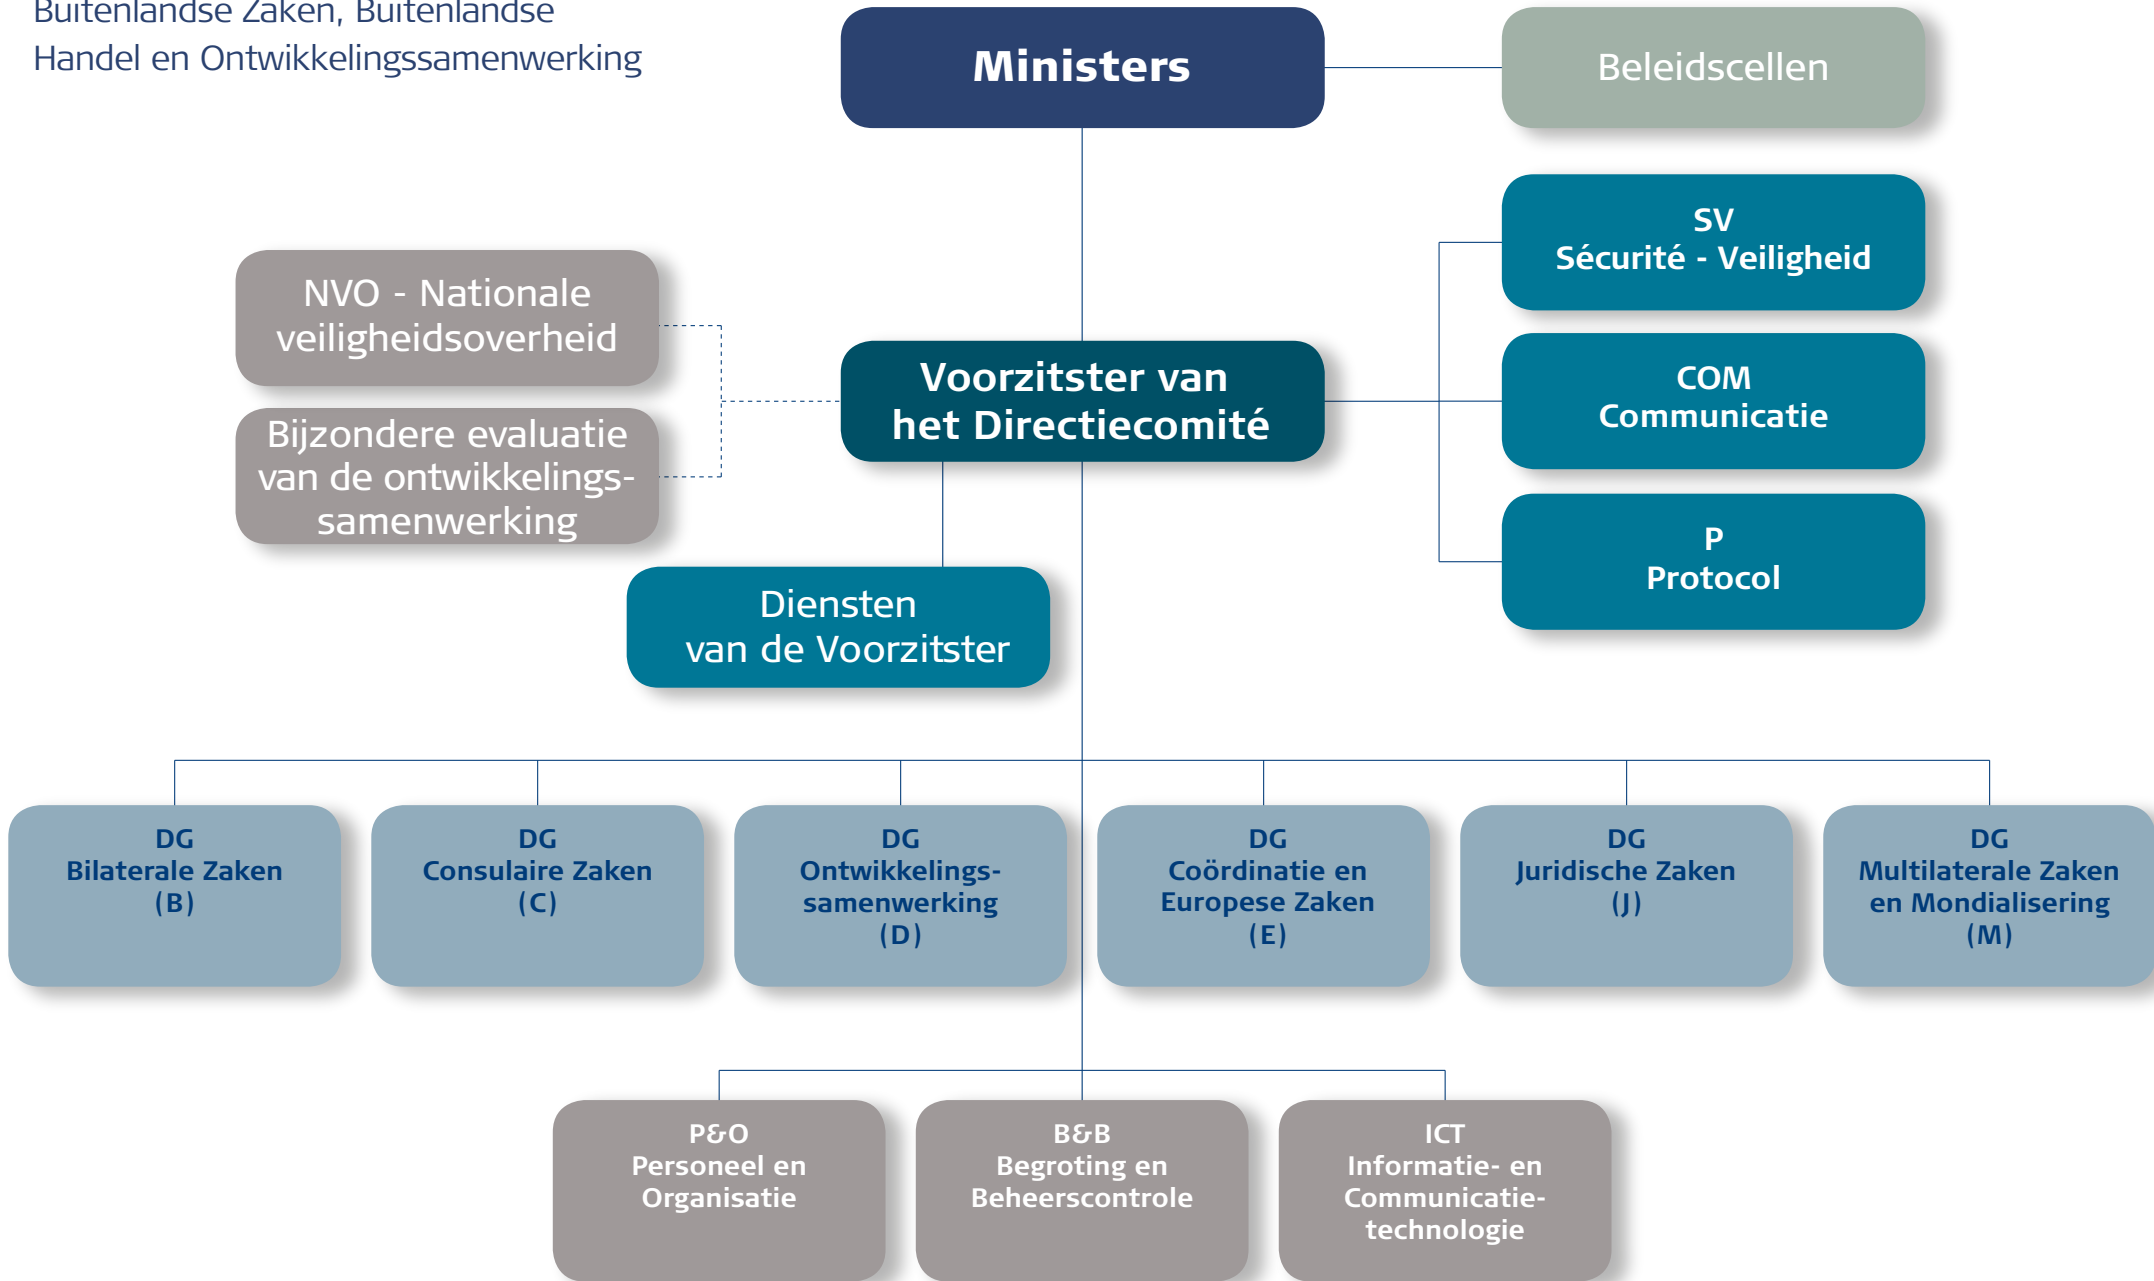 Buitenlandse Zaken, Buitenlandse
Handel en Ontwikkelingssamenwerking
Ministers
Beleidscellen
SV
Sécurité - Veiligheid
NVO - Nationale
veiligheidsoverheid
Voorzitster van
het Directiecomité
COM
Communicatie
Bijzondere evaluatie
van de ontwikkelings-
samenwerking
P
Protocol
Diensten
van de Voorzitster
DG
Bilaterale Zaken
(B)
DG
Consulaire Zaken
(C)
DG
Ontwikkelings-
samenwerking
(D)
DG
Coördinatie en
Europese Zaken
(E)
DG
Juridische Zaken
(J)
DG
Multilaterale Zaken
en Mondialisering
(M)
P&O
Personeel en
Organisatie
B&B
Begroting en
Beheerscontrole
ICT
Informatie- en
Communicatie-
technologie